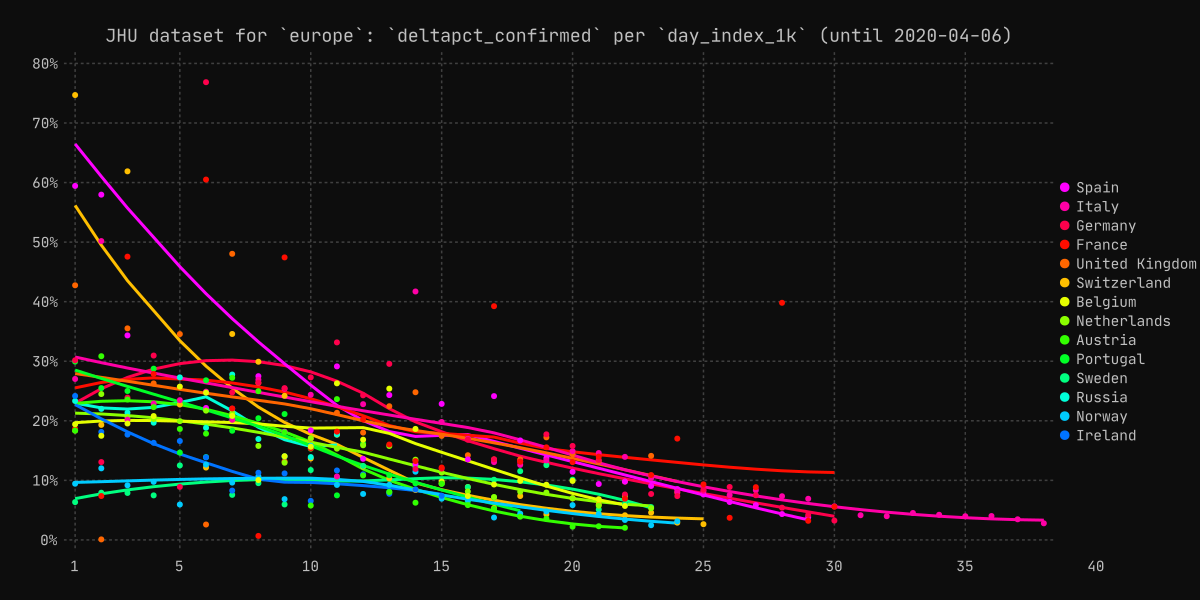 JHU dataset for `europe`: `deltapct_confirmed` per `day_index_1k` (until 2020-04-06)
80%
70%
60%
50%
40%
30%
20%
10%
0%
1 5 10 15 20 25 30 35 40
Spain
Italy
Germany
France
United Kingdom
Switzerland
Belgium
Netherlands
Austria
Portugal
Sweden
Russia
Norway
Ireland